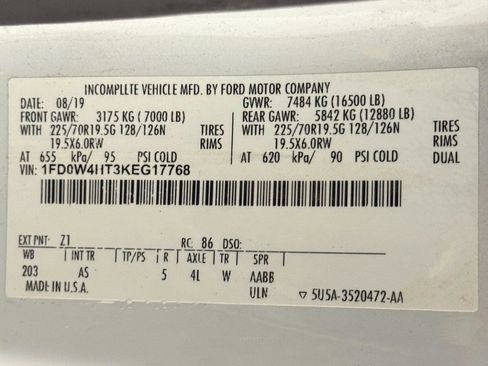 INCOMPLETE VEHICLE MFD. BY FORD MOTOR COMPANY
DATE: 08/19 GVWR: 7484 KG (16500 LB)
FRONT GAWR: 3175 KG ( 7000 LB) REAR GAWR: 5842 KG (12880 LB)
WITH 225/70R19.5G 128/126N TIRES WITH 225/70R19.5G 128/126N TIRES
19.5X6.0RW RIMS 19.5X6.0RW RIMS
AT 655 kPa/ 95 PSI COLD AT 620 kPa/ 90 PSI COLD DUAL
VIN: 1FD0W4HT3KEG17768
EXT PNT: Z1 RC: 86 DSO:
WB INT TR TP/PS R AXLE TR SPR
203 AS 5 4L W AABB
MADE IN U.S.A. ULN ▽ 5U5A-3520472-AA